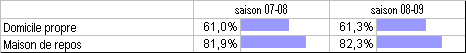 saison 07-08 saison 08-09
Domicile propre 61,0% 61,3%
Maison de repos 81,9% 82,3%